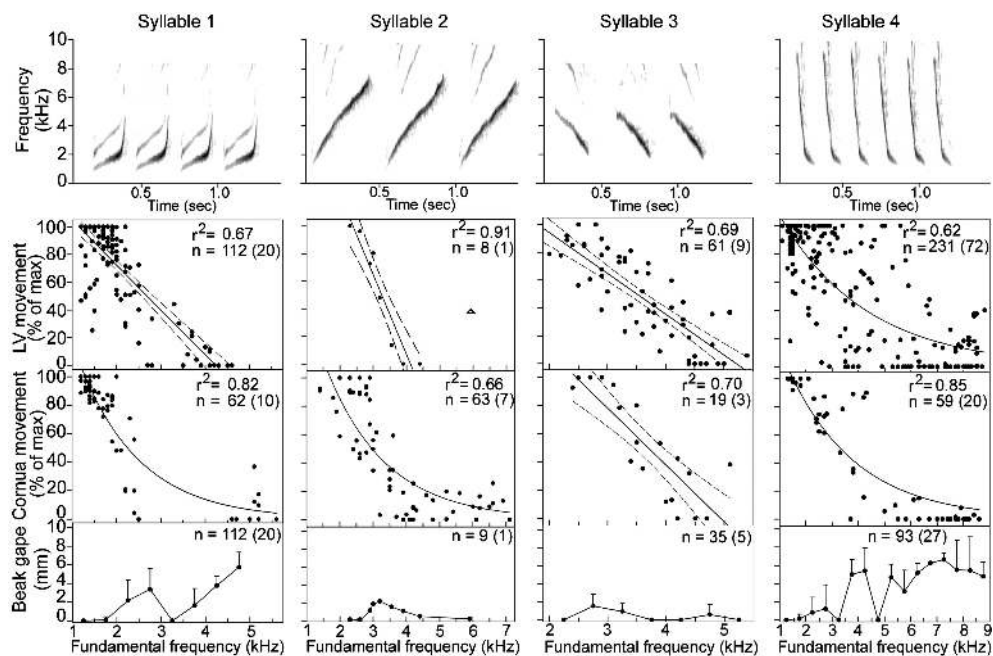 Syllable 1 Syllable 2 Syllable 3 Syllable 4
Frequency (kHz)
10
8
6
4
2
0
0.5 1.0 0.5 1.0 0.5 1.0 0.5 1.0
Time (sec) Time (sec) Time (sec) Time (sec)
LV movement (% of max)
100
80
60
40
20
0
r² = 0.67
n = 112 (20)
r² = 0.91
n = 8 (1)
r² = 0.69
n = 61 (9)
r² = 0.62
n = 231 (72)
Cornua movement (% of max)
100
80
60
40
20
0
r² = 0.82
n = 62 (10)
r² = 0.66
n = 63 (7)
r² = 0.70
n = 19 (3)
r² = 0.85
n = 59 (20)
Beak gape (mm)
10
8
6
4
2
0
n = 112 (20)
n = 9 (1)
n = 35 (5)
n = 93 (27)
1 2 3 4 5 1 2 3 4 5 6 7 2 3 4 5 1 2 3 4 5 6 7 8 9
Fundamental frequency (kHz) Fundamental frequency (kHz) Fundamental frequency (kHz) Fundamental frequency (kHz)